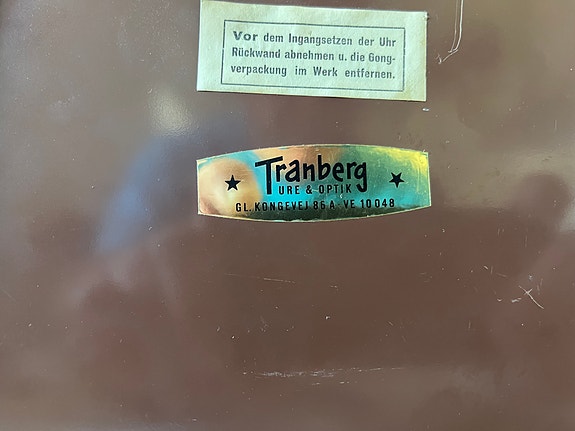 Vor dem Ingangsetzen der Uhr
Rückwand abnehmen u. die Gong-
verpackung im Werk entfernen.
Tranberg
URE & OPTIK
GL. KONGEVEJ 86 A · VE 10 048